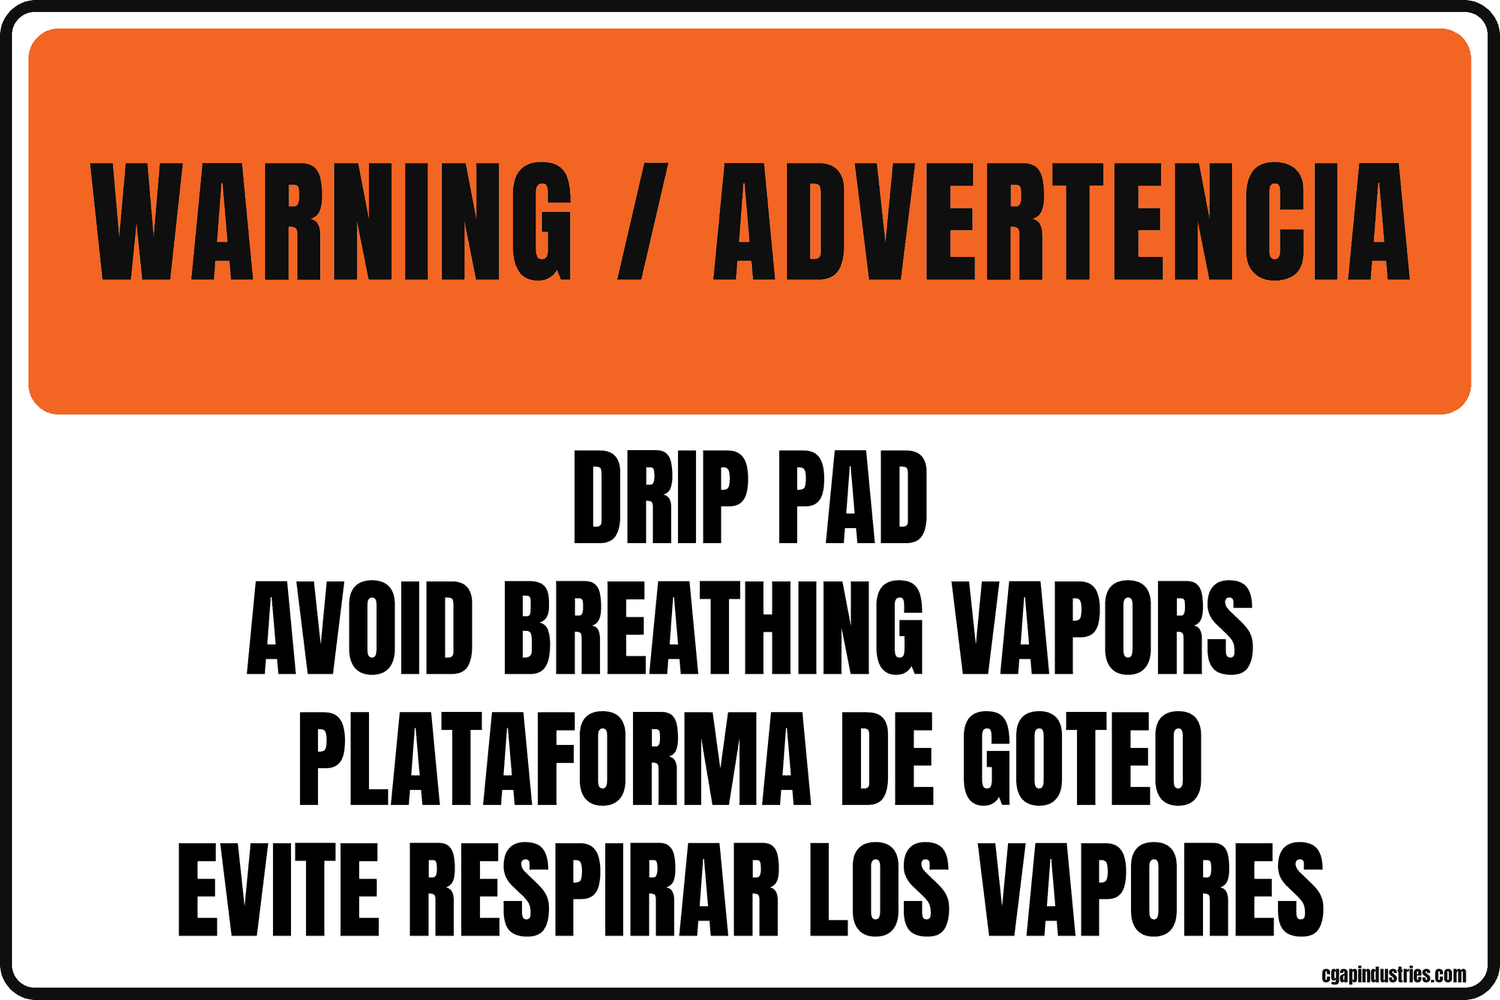 WARNING / ADVERTENCIA
DRIP PAD
AVOID BREATHING VAPORS
PLATAFORMA DE GOTEO
EVITE RESPIRAR LOS VAPORES
cgapindustries.com